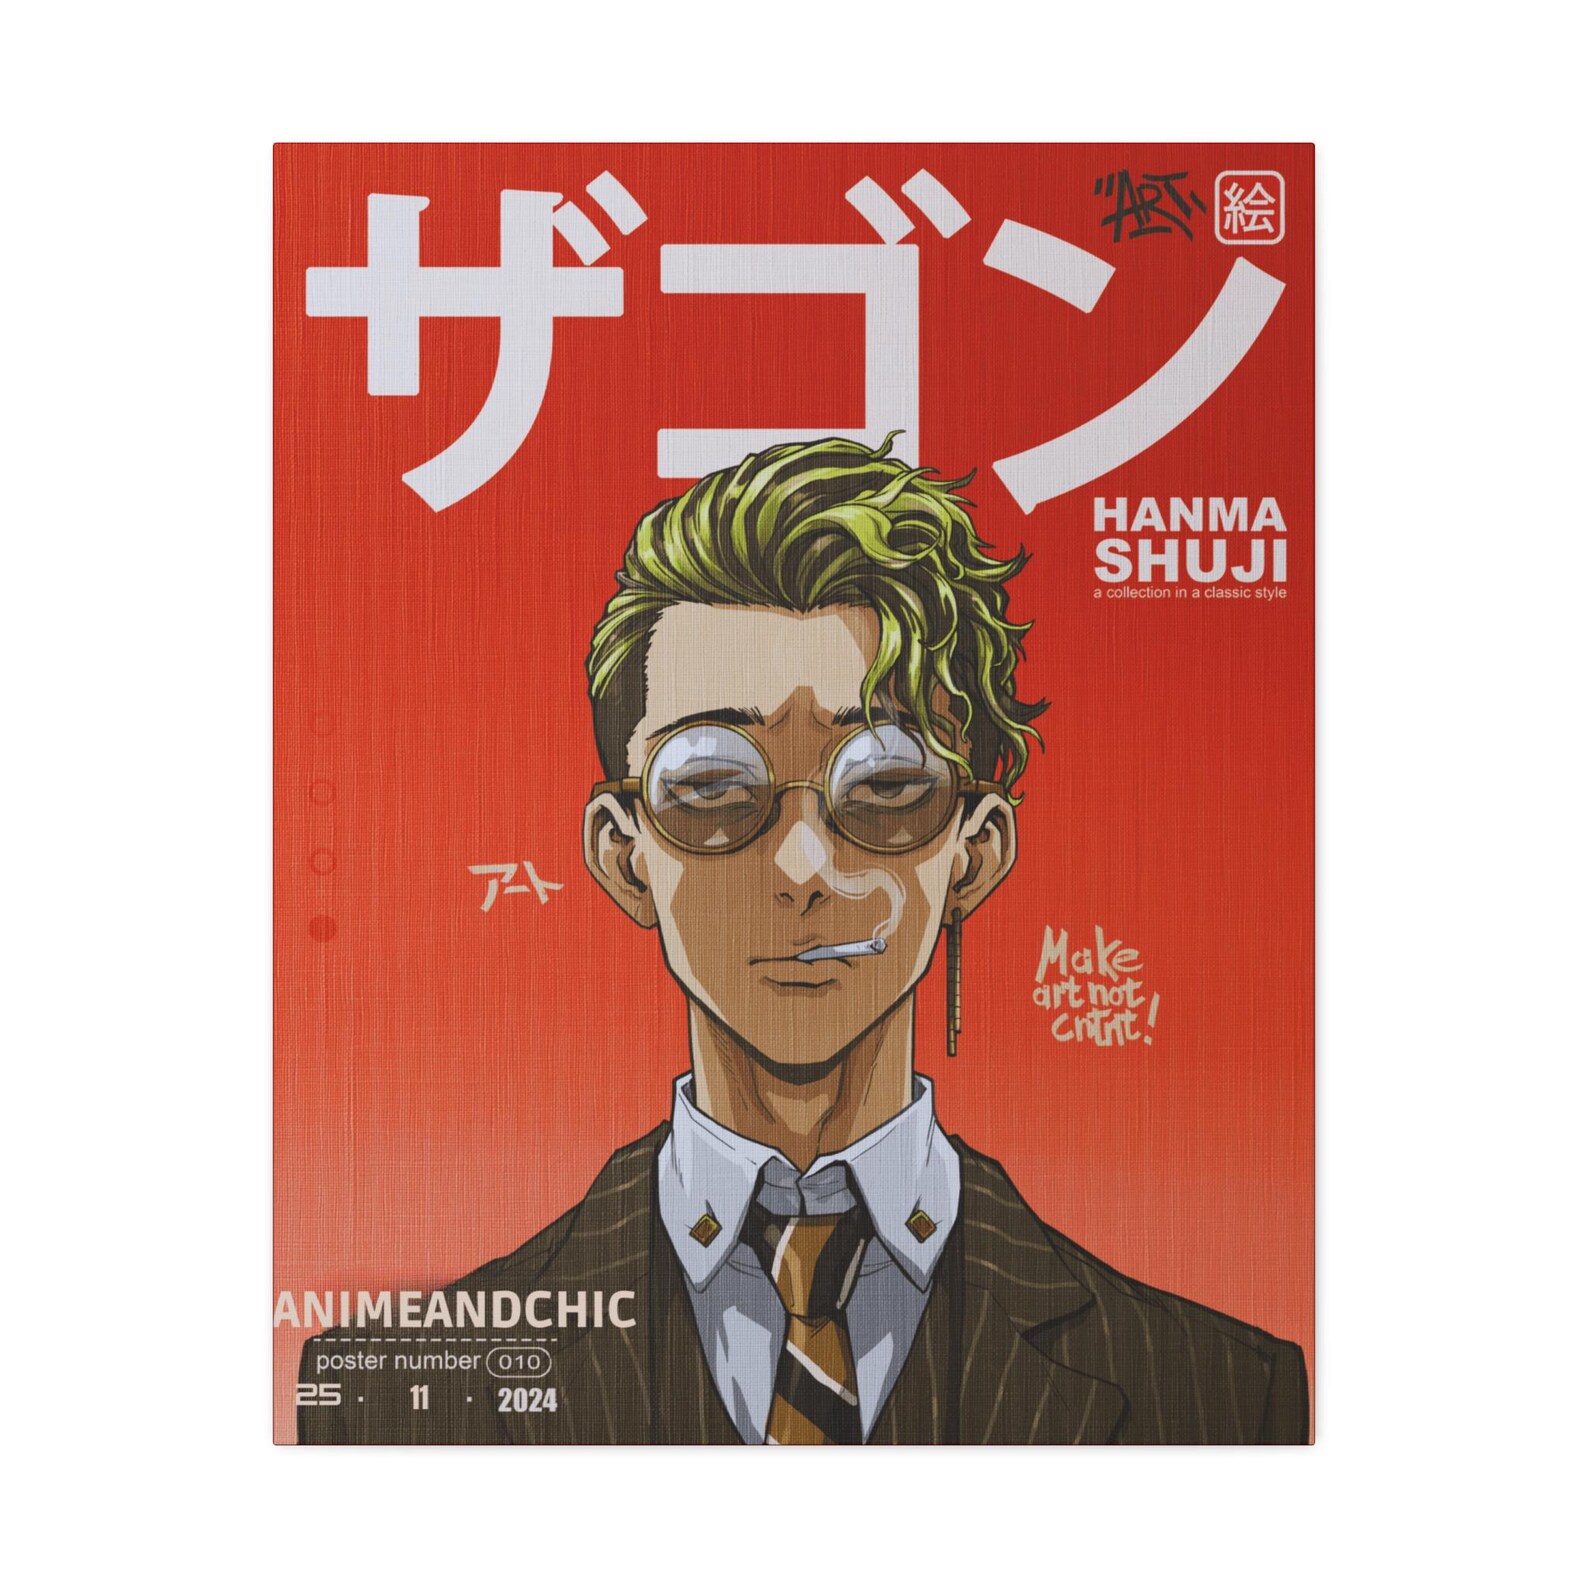 ザゴン
"ART"
絵
HANMA
SHUJI
a collection in a classic style
アート
Make
art not
cntnt!
ANIMEANDCHIC
poster number 010
25 · 11 · 2024